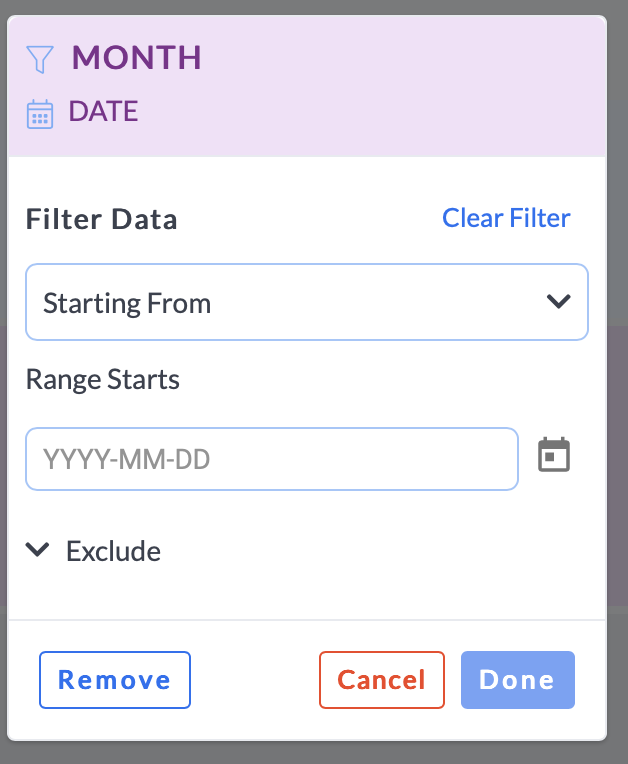 MONTH
DATE
Filter Data Clear Filter
Starting From
Range Starts
YYYY-MM-DD
Exclude
Remove Cancel Done